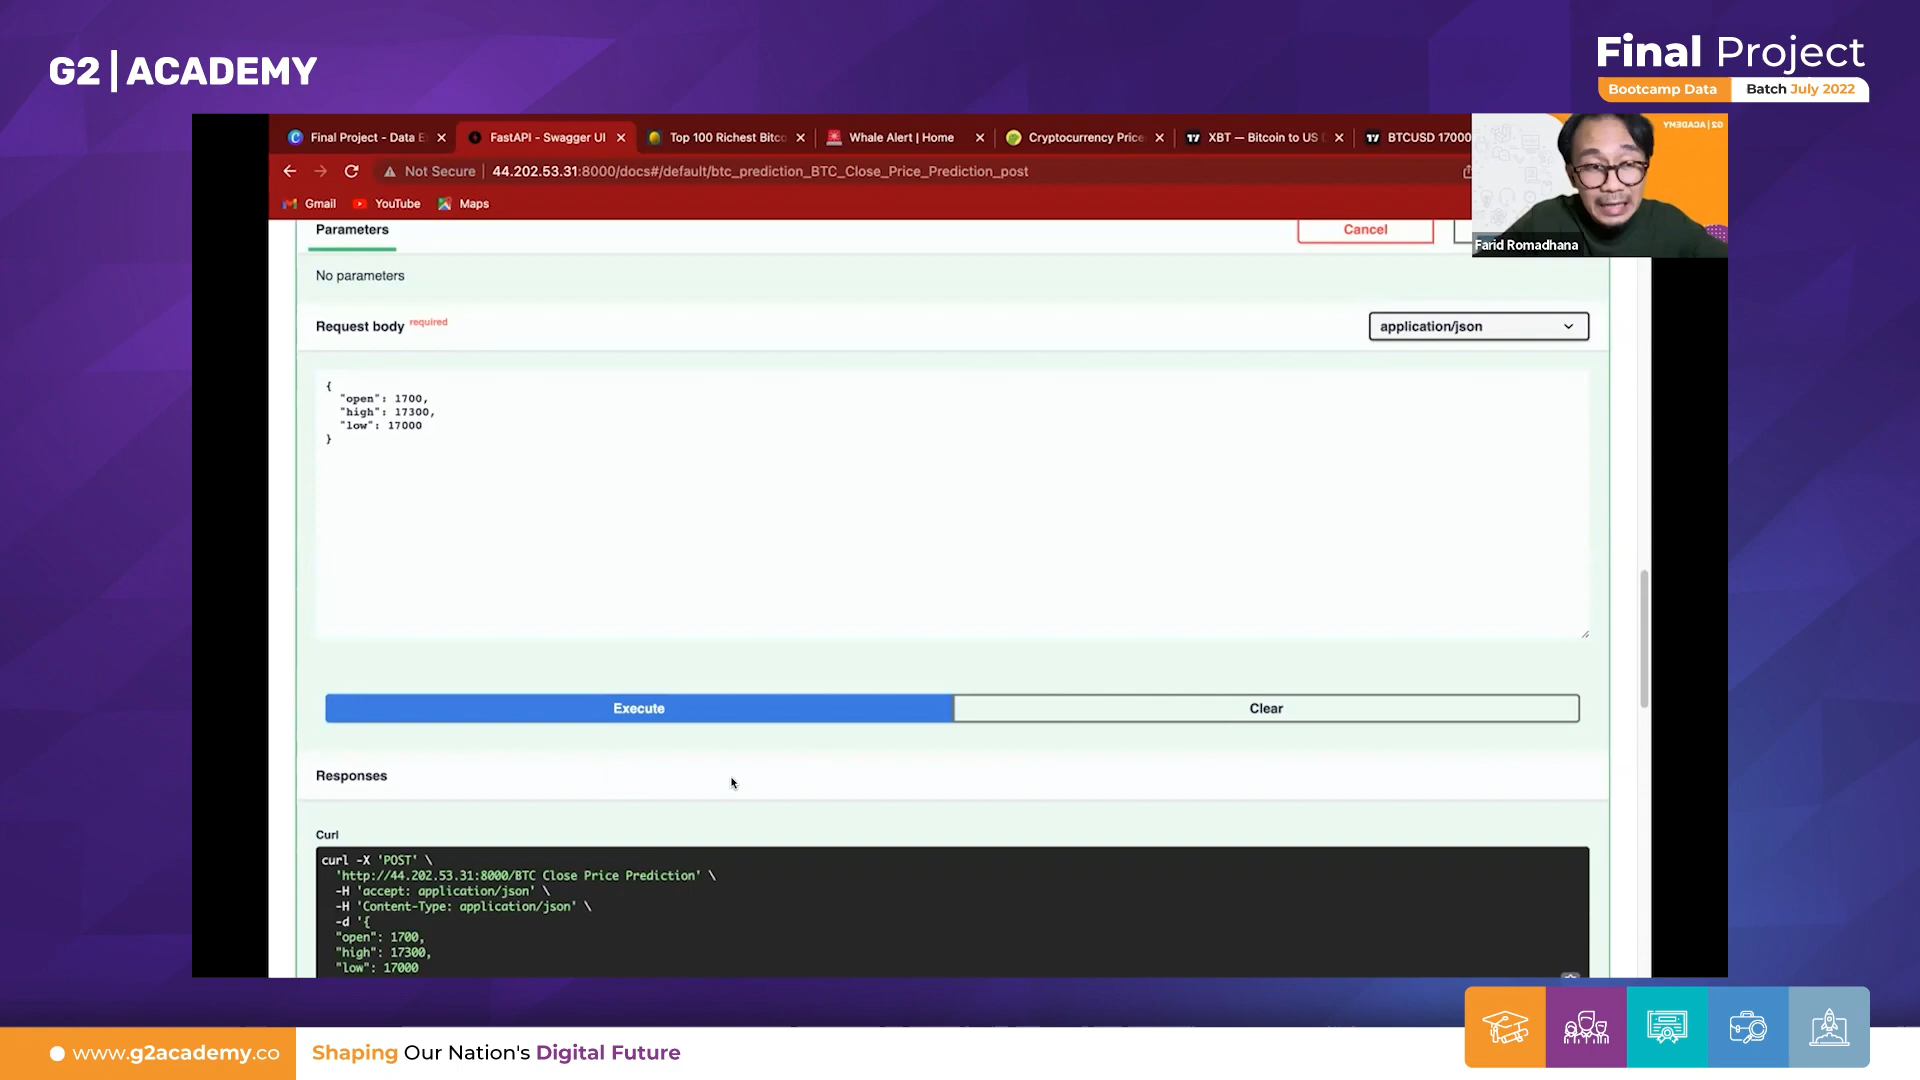 G2 | ACADEMY
Final Project
Bootcamp Data Batch July 2022
Final Project - Data E
FastAPI - Swagger UI
Top 100 Richest Bitco
Whale Alert | Home
Cryptocurrency Price
XBT — Bitcoin to US
BTCUSD 17000
G2 | ACADEMY
Not Secure 44.202.53.31:8000/docs#/default/btc_prediction_BTC_Close_Price_Prediction_post
Gmail YouTube Maps
Farid Romadhana
Parameters
Cancel
No parameters
Request body required
application/json
{
"open": 1700,
"high": 17300,
"low": 17000
}
Execute
Clear
Responses
Curl
curl -X 'POST' \
'http://44.202.53.31:8000/BTC Close Price Prediction' \
-H 'accept: application/json' \
-H 'Content-Type: application/json' \
-d '{
"open": 1700,
"high": 17300,
"low": 17000
www.g2academy.co
Shaping Our Nation's Digital Future